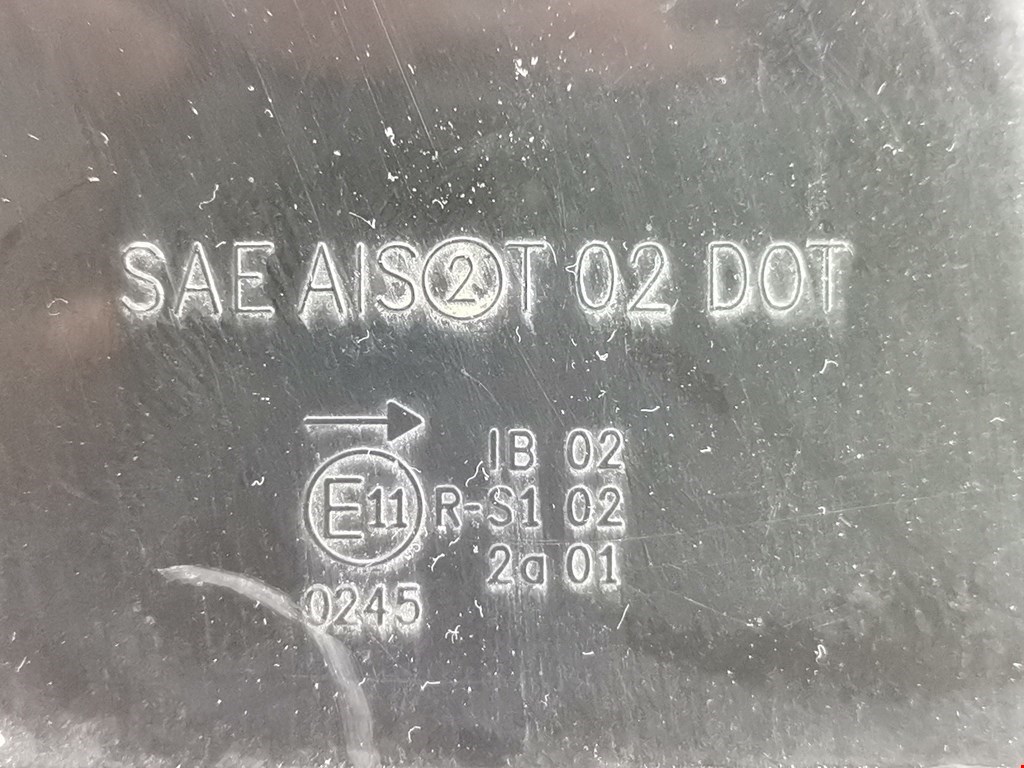 SAE AIS②T 02 DOT
IB 02
E11 R-S1 02
2a 01
0245